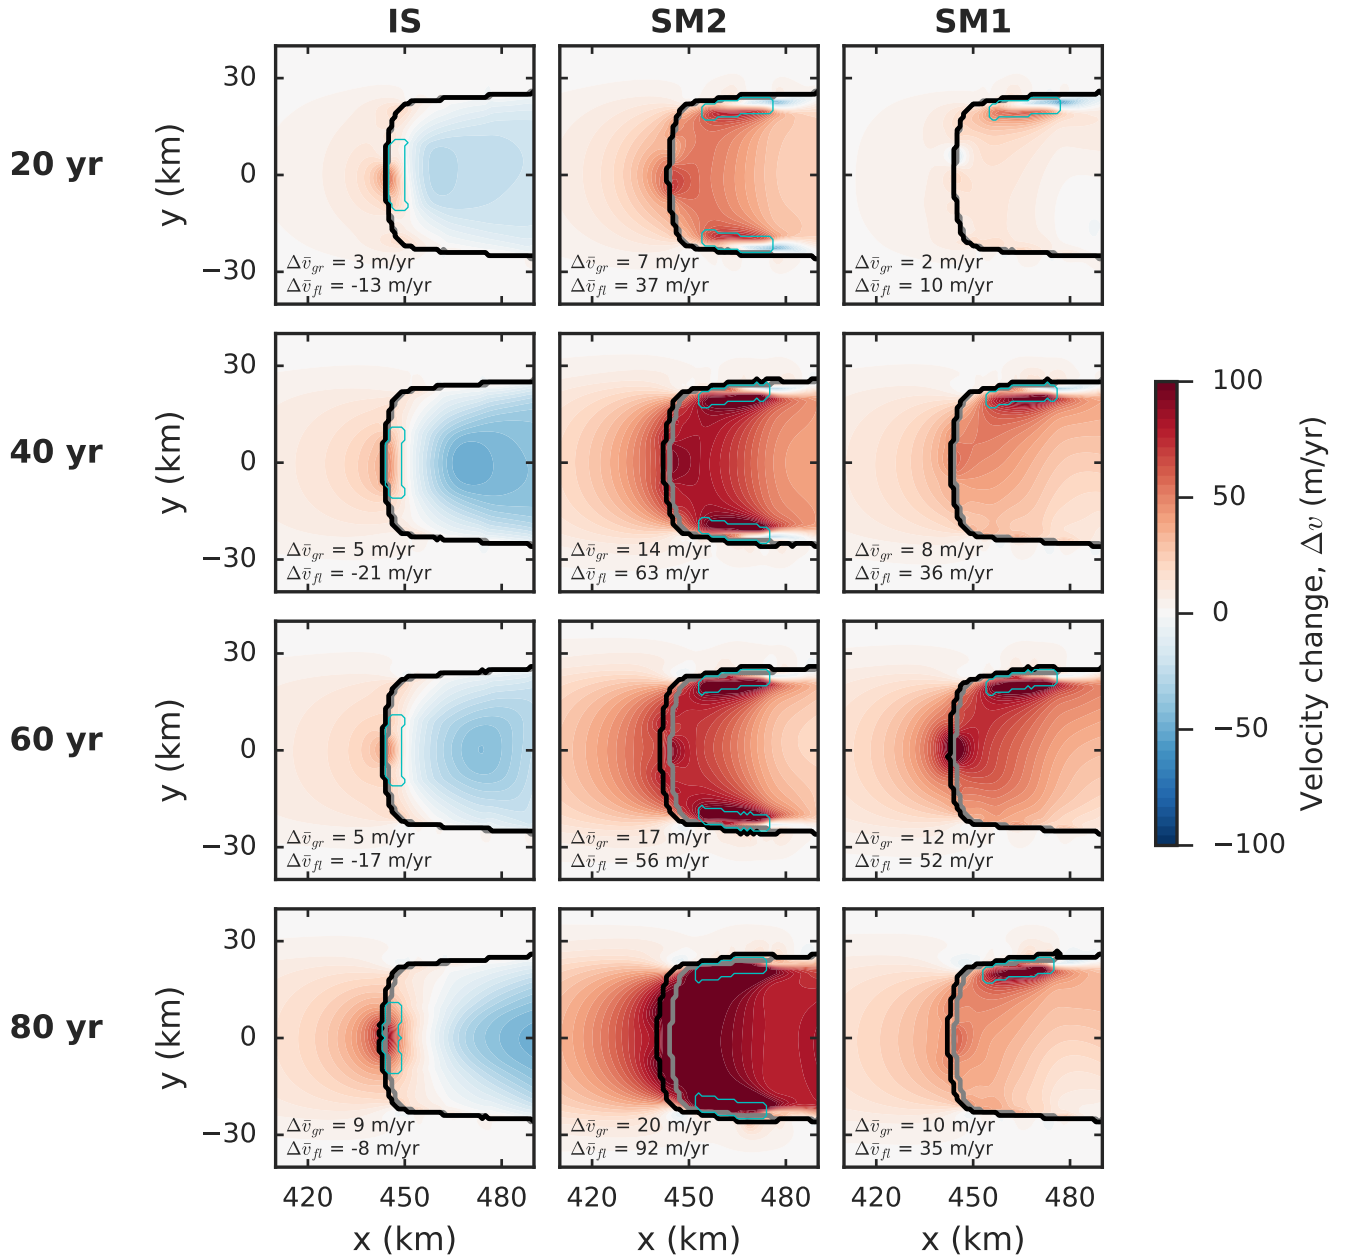 IS SM2 SM1
20 yr
y (km)
30
0
−30
Δv̄gr = 3 m/yr
Δv̄fl = -13 m/yr
Δv̄gr = 7 m/yr
Δv̄fl = 37 m/yr
Δv̄gr = 2 m/yr
Δv̄fl = 10 m/yr
40 yr
y (km)
30
0
−30
Δv̄gr = 5 m/yr
Δv̄fl = -21 m/yr
Δv̄gr = 14 m/yr
Δv̄fl = 63 m/yr
Δv̄gr = 8 m/yr
Δv̄fl = 36 m/yr
60 yr
y (km)
30
0
−30
Δv̄gr = 5 m/yr
Δv̄fl = -17 m/yr
Δv̄gr = 17 m/yr
Δv̄fl = 56 m/yr
Δv̄gr = 12 m/yr
Δv̄fl = 52 m/yr
80 yr
y (km)
30
0
−30
Δv̄gr = 9 m/yr
Δv̄fl = -8 m/yr
Δv̄gr = 20 m/yr
Δv̄fl = 92 m/yr
Δv̄gr = 10 m/yr
Δv̄fl = 35 m/yr
420 450 480 420 450 480 420 450 480
x (km) x (km) x (km)
100
50
0
−50
−100
Velocity change, Δv (m/yr)